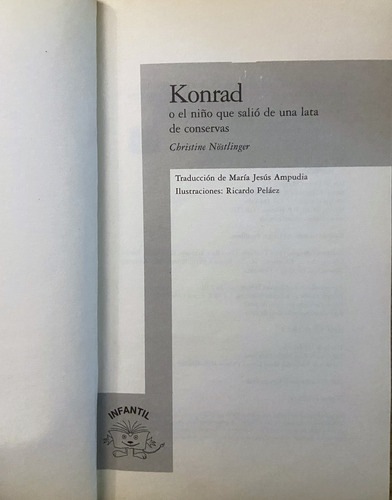 Konrad
o el niño que salió de una lata
de conservas
Christine Nöstlinger
Traducción de María Jesús Ampudia
Ilustraciones: Ricardo Peláez
INFANTIL